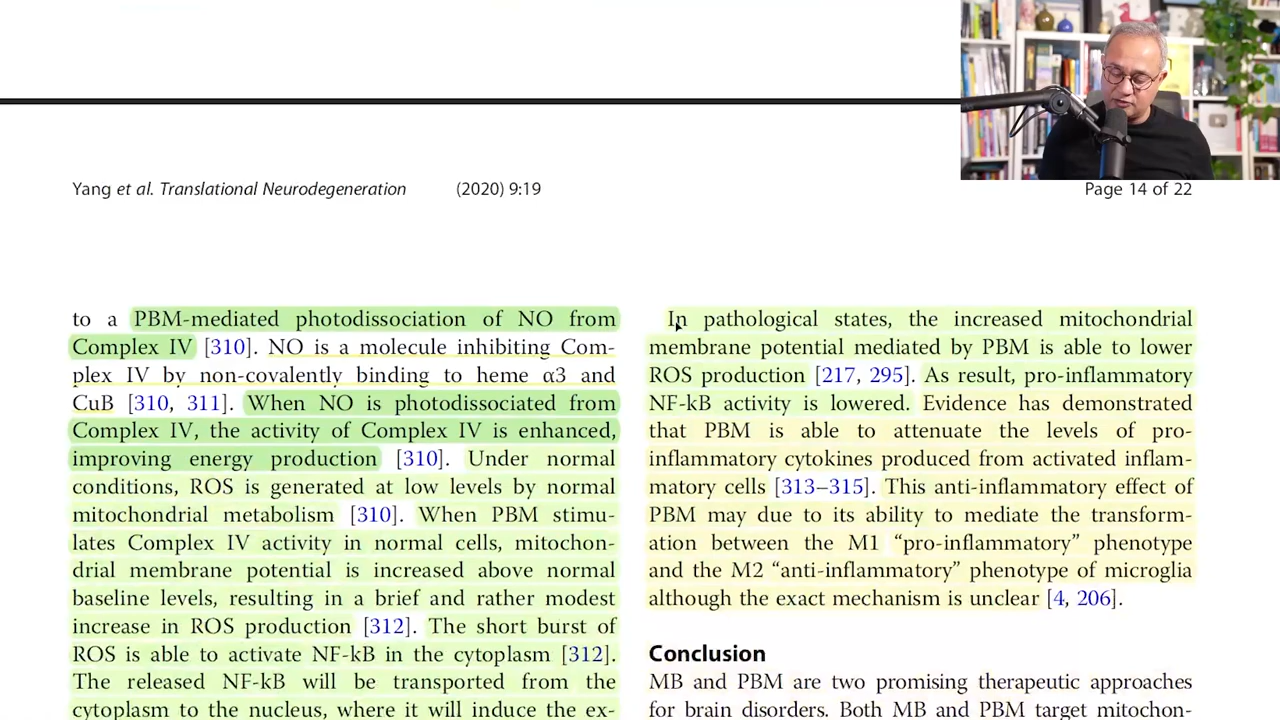 Yang et al. Translational Neurodegeneration (2020) 9:19
Page 14 of 22
to a PBM-mediated photodissociation of NO from
Complex IV [310]. NO is a molecule inhibiting Com-
plex IV by non-covalently binding to heme α3 and
CuB [310, 311]. When NO is photodissociated from
Complex IV, the activity of Complex IV is enhanced,
improving energy production [310]. Under normal
conditions, ROS is generated at low levels by normal
mitochondrial metabolism [310]. When PBM stimu-
lates Complex IV activity in normal cells, mitochon-
drial membrane potential is increased above normal
baseline levels, resulting in a brief and rather modest
increase in ROS production [312]. The short burst of
ROS is able to activate NF-kB in the cytoplasm [312].
The released NF-kB will be transported from the
cytoplasm to the nucleus, where it will induce the ex-
In pathological states, the increased mitochondrial
membrane potential mediated by PBM is able to lower
ROS production [217, 295]. As result, pro-inflammatory
NF-kB activity is lowered. Evidence has demonstrated
that PBM is able to attenuate the levels of pro-
inflammatory cytokines produced from activated inflam-
matory cells [313–315]. This anti-inflammatory effect of
PBM may due to its ability to mediate the transform-
ation between the M1 “pro-inflammatory” phenotype
and the M2 “anti-inflammatory” phenotype of microglia
although the exact mechanism is unclear [4, 206].
Conclusion
MB and PBM are two promising therapeutic approaches
for brain disorders. Both MB and PBM target mitochon-